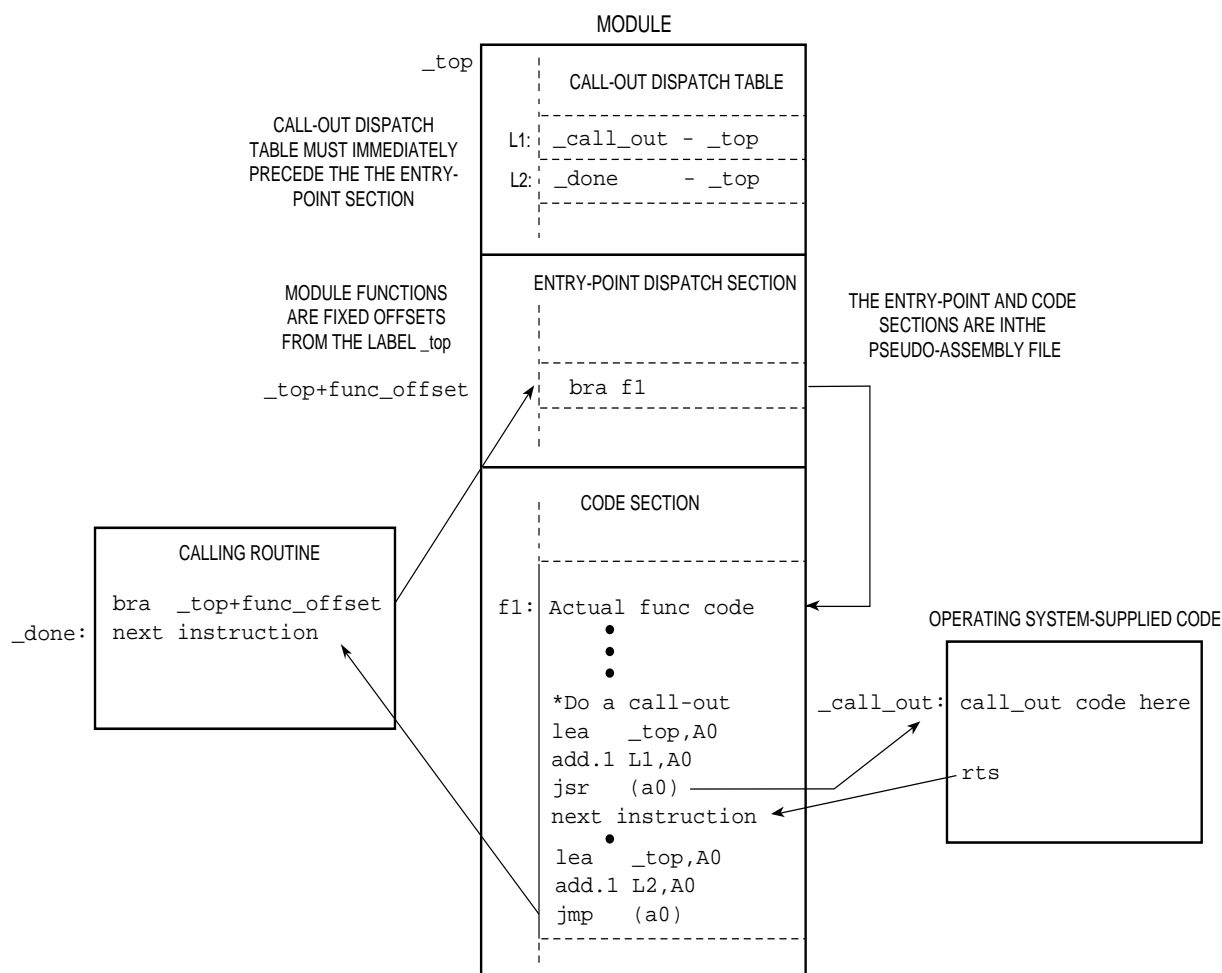 MODULE
_top
CALL-OUT DISPATCH TABLE
CALL-OUT DISPATCH
TABLE MUST IMMEDIATELY
PRECEDE THE THE ENTRY-
POINT SECTION
L1: _call_out - _top
L2: _done - _top
ENTRY-POINT DISPATCH SECTION
MODULE FUNCTIONS
ARE FIXED OFFSETS
FROM THE LABEL _top
THE ENTRY-POINT AND CODE
SECTIONS ARE INTHE
PSEUDO-ASSEMBLY FILE
_top+func_offset
bra f1
CODE SECTION
CALLING ROUTINE
bra _top+func_offset
_done: next instruction
f1: Actual func code
*Do a call-out
lea _top,A0
add.1 L1,A0
jsr (a0)
next instruction
lea _top,A0
add.1 L2,A0
jmp (a0)
OPERATING SYSTEM-SUPPLIED CODE
_call_out: call_out code here
rts